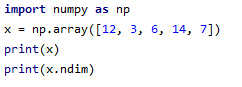 import numpy as np
x = np.array([12, 3, 6, 14, 7])
print(x)
print(x.ndim)